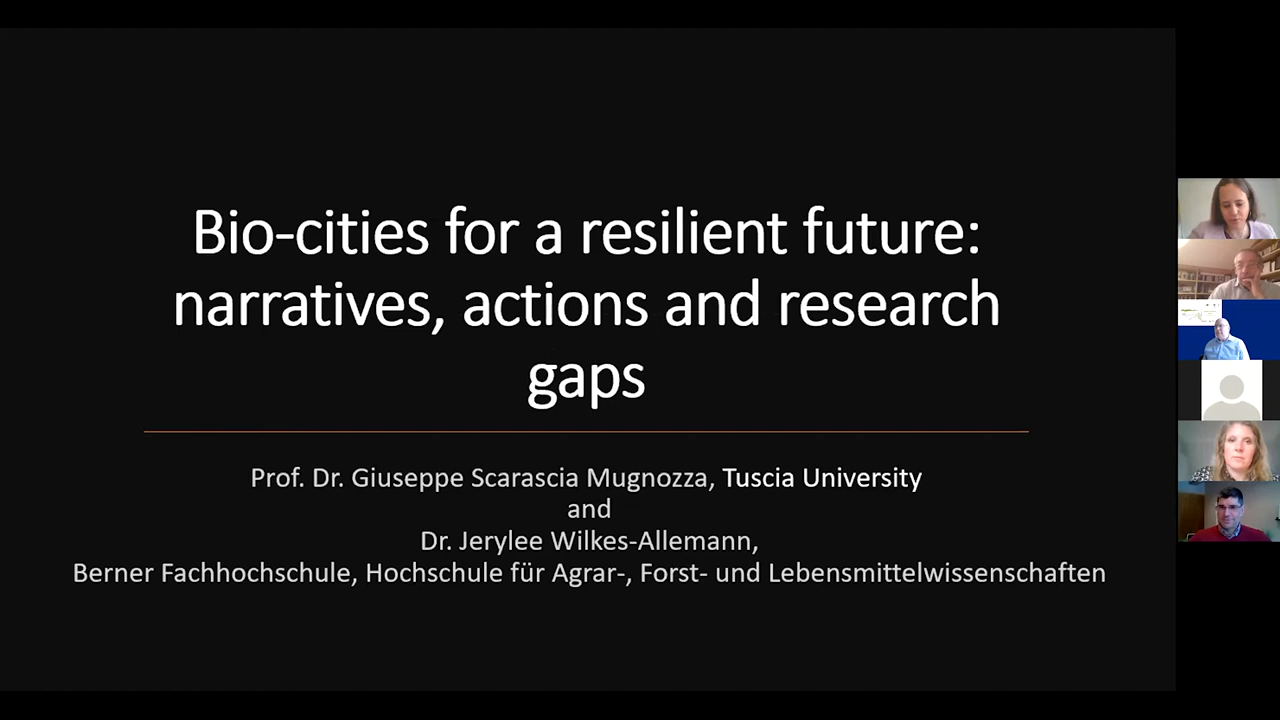 Bio-cities for a resilient future:
narratives, actions and research
gaps
Prof. Dr. Giuseppe Scarascia Mugnozza, Tuscia University
and
Dr. Jerylee Wilkes-Allemann,
Berner Fachhochschule, Hochschule für Agrar-, Forst- und Lebensmittelwissenschaften